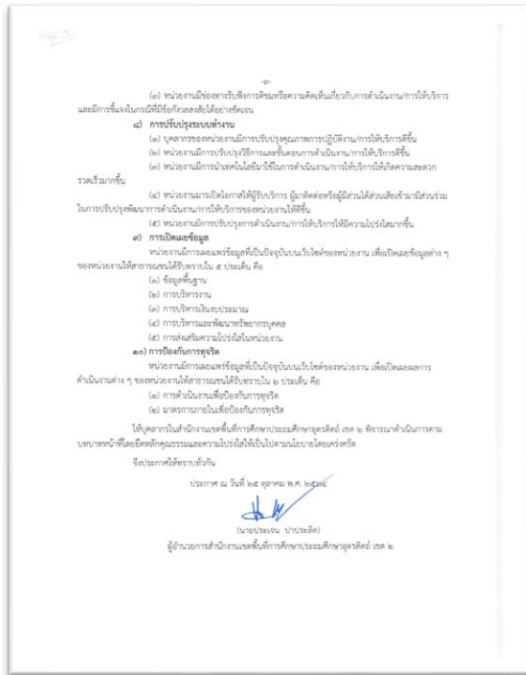 -๓-
(๓) หน่วยงานมีช่องทางรับฟังการติชมหรือความคิดเห็นเกี่ยวกับการดำเนินงาน/การให้บริการ
และมีการชี้แจงในกรณีที่มีข้อกังวลสงสัยได้อย่างชัดเจน
๘) การปรับปรุงระบบทำงาน
(๑) บุคลากรของหน่วยงานมีการปรับปรุงคุณภาพการปฏิบัติงาน/การให้บริการดีขึ้น
(๒) หน่วยงานมีการปรับปรุงวิธีการและขั้นตอนการดำเนินงาน/การให้บริการดีขึ้น
(๓) หน่วยงานมีการนำเทคโนโลยีมาใช้ในการดำเนินงาน/การให้บริการให้เกิดความสะดวก
รวดเร็วมากขึ้น
(๔) หน่วยงานมารเปิดโอกาสให้ผู้รับบริการ ผู้มาติดต่อหรือผู้มีส่วนได้ส่วนเสียเข้ามามีส่วนร่วม
ในการปรับปรุงพัฒนาการดำเนินงาน/การให้บริการของหน่วยงานให้ดีขึ้น
(๕) หน่วยงานมีการปรับปรุงการดำเนินงาน/การให้บริการให้มีความโปร่งใสมากขึ้น
๙) การเปิดเผยข้อมูล
หน่วยงานมีการเผยแพร่ข้อมูลที่เป็นปัจจุบันบนเว็บไซต์ของหน่วยงาน เพื่อเปิดเผยข้อมูลต่าง ๆ
ของหน่วยงานให้สาธารณชนได้รับทราบใน ๕ ประเด็น คือ
(๑) ข้อมูลพื้นฐาน
(๒) การบริหารงาน
(๓) การบริหารเงินงบประมาณ
(๔) การบริหารและพัฒนาทรัพยากรบุคคล
(๕) การส่งเสริมความโปร่งใสในหน่วยงาน
๑๐) การป้องกันการทุจริต
หน่วยงานมีการเผยแพร่ข้อมูลที่เป็นปัจจุบันบนเว็บไซต์ของหน่วยงาน เพื่อเปิดเผยผลการ
ดำเนินงานต่าง ๆ ของหน่วยงานให้สาธารณชนได้รับทราบใน ๒ ประเด็น คือ
(๑) การดำเนินงานเพื่อป้องกันการทุจริต
(๒) มาตรการภายในเพื่อป้องกันการทุจริต
ให้บุคลากรในสำนักงานเขตพื้นที่การศึกษาประถมศึกษาอุตรดิตถ์ เขต ๒ พิจารณาดำเนินการตาม
บทบาทหน้าที่โดยยึดหลักคุณธรรมและความโปร่งใสให้เป็นไปตามนโยบายโดยเคร่งครัด
จึงประกาศให้ทราบทั่วกัน
ประกาศ ณ วันที่ ๒๕ ตุลาคม พ.ศ.
(นายประเจน ปาประลิต)
ผู้อำนวยการสำนักงานเขตพื้นที่การศึกษาประถมศึกษาอุตรดิตถ์ เขต ๒